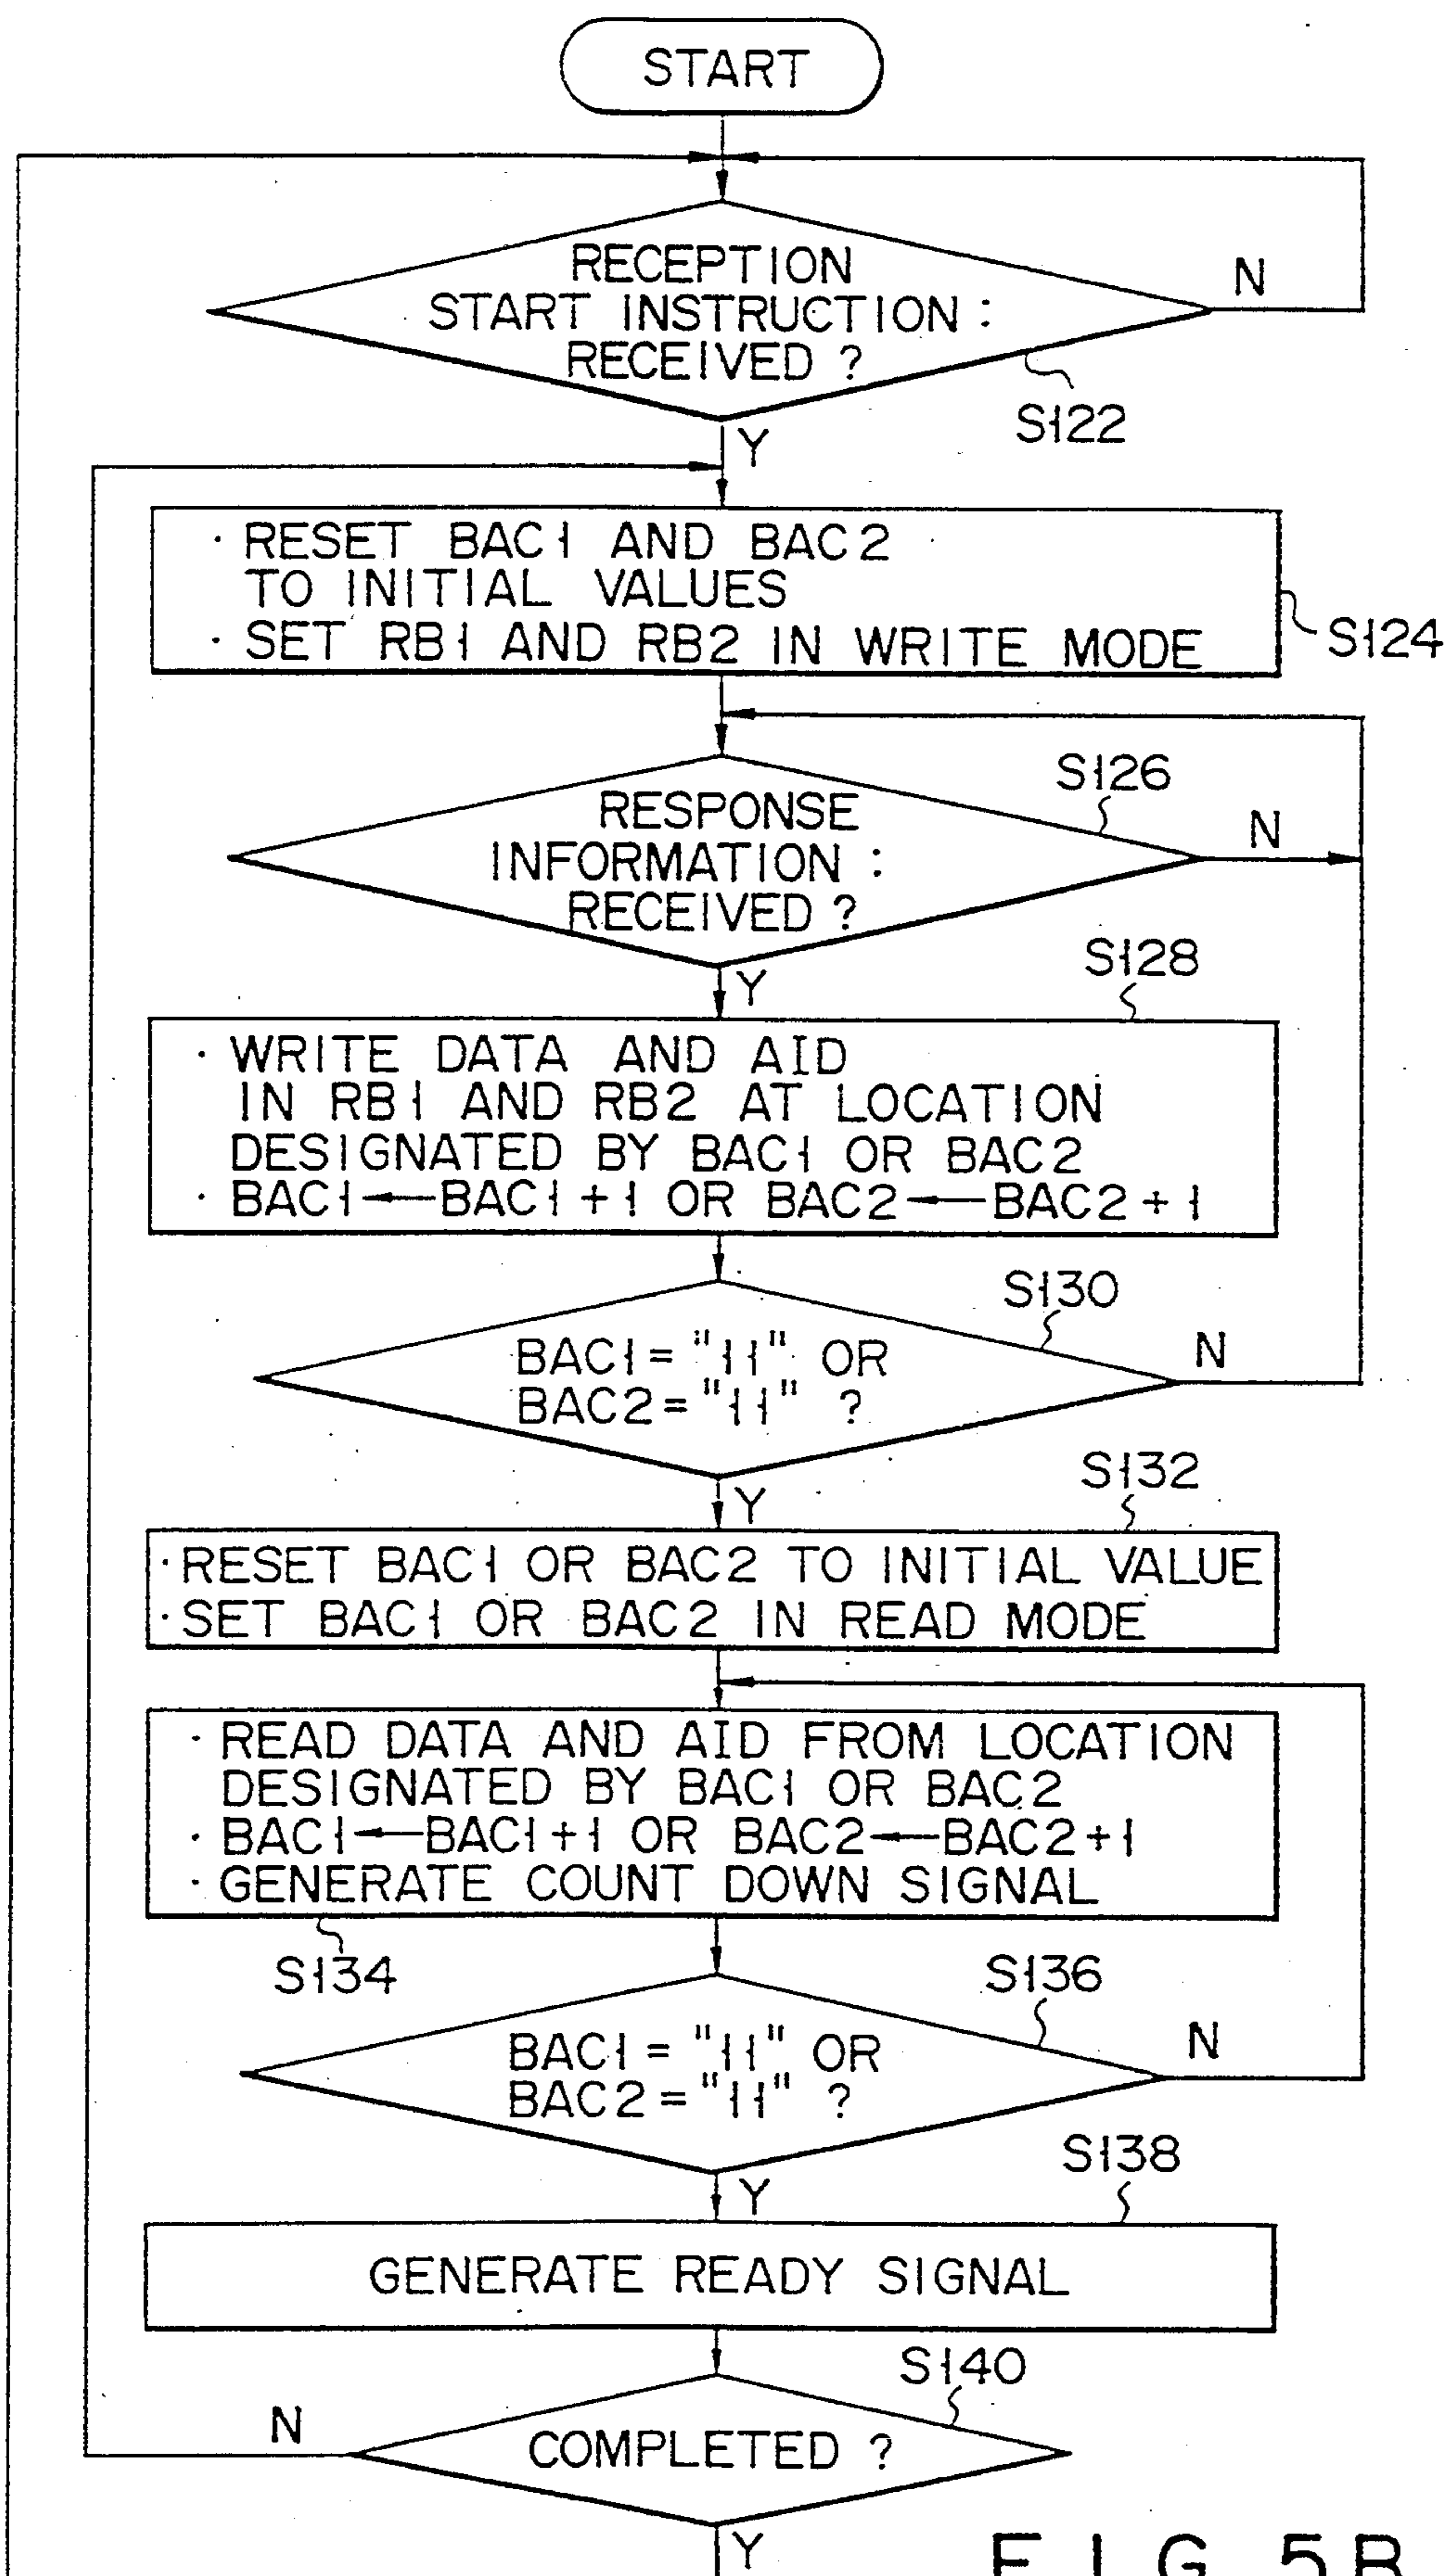 START
RECEPTION
START INSTRUCTION :
RECEIVED ?
N
S122
Y
· RESET BAC1 AND BAC2
TO INITIAL VALUES
· SET RB1 AND RB2 IN WRITE MODE
S124
S126
RESPONSE
INFORMATION :
RECEIVED ?
N
Y
S128
· WRITE DATA AND AID
IN RB1 AND RB2 AT LOCATION
DESIGNATED BY BAC1 OR BAC2
· BAC1←BAC1+1 OR BAC2←BAC2+1
S130
BAC1="11" OR
BAC2="11" ?
N
Y
S132
· RESET BAC1 OR BAC2 TO INITIAL VALUE
· SET BAC1 OR BAC2 IN READ MODE
· READ DATA AND AID FROM LOCATION
DESIGNATED BY BAC1 OR BAC2
· BAC1←BAC1+1 OR BAC2←BAC2+1
· GENERATE COUNT DOWN SIGNAL
S134
S136
BAC1="11" OR
BAC2="11" ?
N
Y
S138
GENERATE READY SIGNAL
S140
COMPLETED ?
N
Y
FIG. 5B